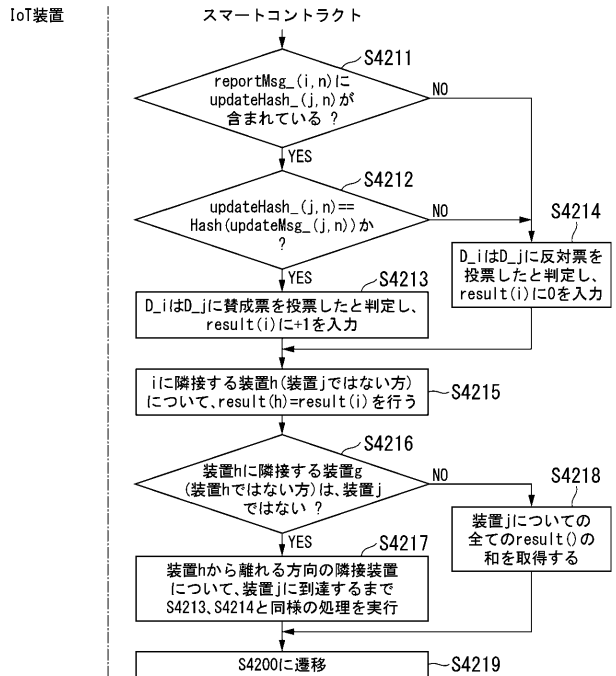 IoT装置
スマートコントラクト
S4211
reportMsg_(i,n)に
updateHash_(j,n)が
含まれている ?
NO
YES
S4212
updateHash_(j,n)==
Hash(updateMsg_(j,n))か
?
NO
YES
S4214
D_iはD_jに反対票を
投票したと判定し、
result(i)に0を入力
S4213
D_iはD_jに賛成票を投票したと判定し、
result(i)に+1を入力
iに隣接する装置h(装置jではない方)
について、result(h)=result(i)を行う
S4215
S4216
装置hに隣接する装置g
(装置hではない方)は、装置j
ではない ?
NO
YES
S4218
装置jについての
全てのresult()の
和を取得する
S4217
装置hから離れる方向の隣接装置
について、装置jに到達するまで
S4213、S4214と同様の処理を実行
S4200に遷移
S4219